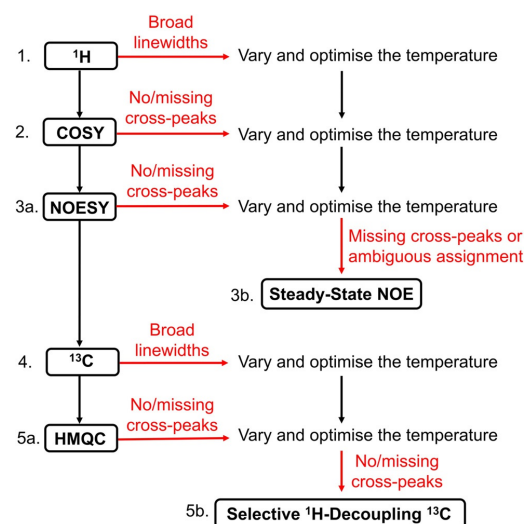 Broad
linewidths
1. ¹H
Vary and optimise the temperature
No/missing
cross-peaks
2. COSY
Vary and optimise the temperature
No/missing
cross-peaks
3a. NOESY
Vary and optimise the temperature
Missing cross-peaks or
ambiguous assignment
3b. Steady-State NOE
Broad
linewidths
4. ¹³C
Vary and optimise the temperature
No/missing
cross-peaks
5a. HMQC
Vary and optimise the temperature
No/missing
cross-peaks
5b. Selective ¹H-Decoupling ¹³C